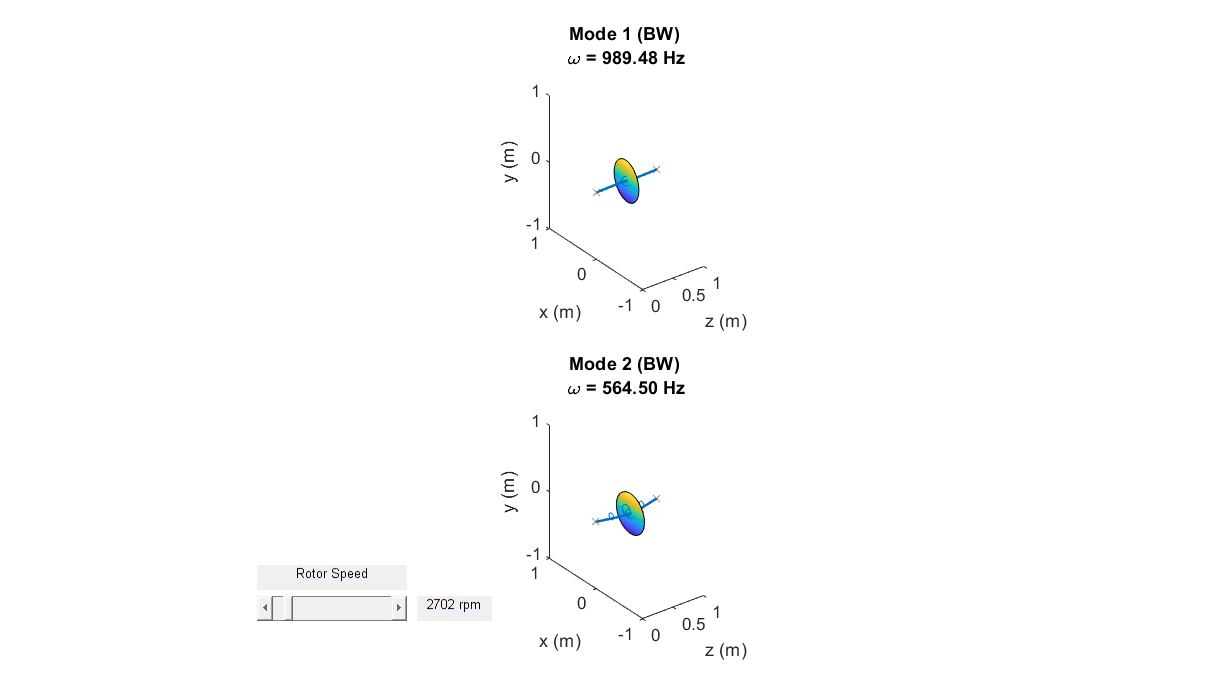 Mode 1 (BW)
ω = 989.48 Hz
1
0
-1
y (m)
1
0
-1
x (m)
0
0.5
1
z (m)
Mode 2 (BW)
ω = 564.50 Hz
1
0
-1
y (m)
1
0
-1
x (m)
0
0.5
1
z (m)
Rotor Speed
2702 rpm